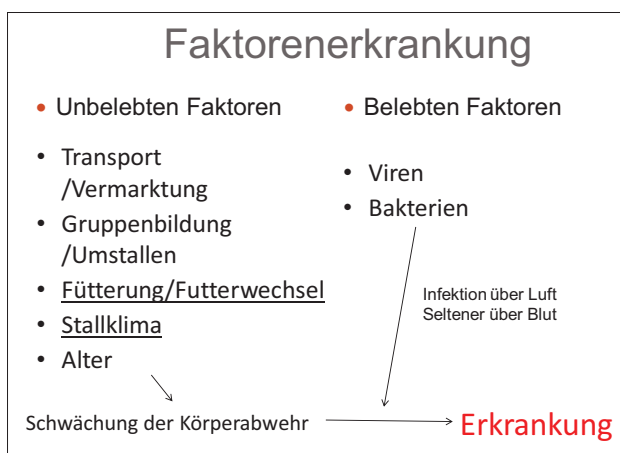 Faktorenerkrankung
• Unbelebten Faktoren
• Transport
/Vermarktung
• Gruppenbildung
/Umstallen
• Fütterung/Futterwechsel
• Stallklima
• Alter
• Belebten Faktoren
• Viren
• Bakterien
Infektion über Luft
Seltener über Blut
Schwächung der Körperabwehr
Erkrankung